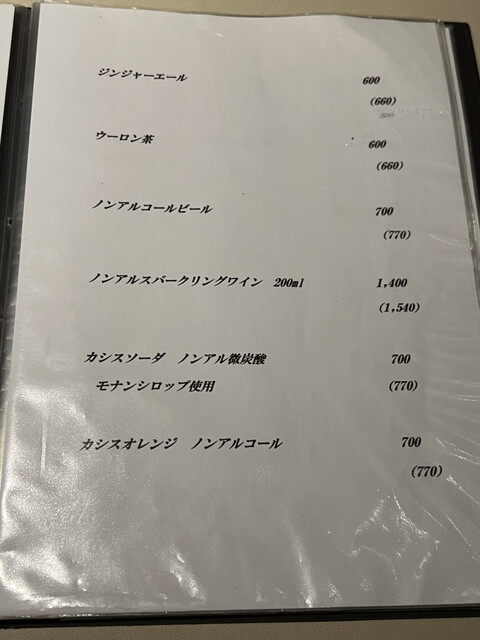 ジンジャーエール 600
(660)
ウーロン茶 600
(660)
ノンアルコールビール 700
(770)
ノンアルスパークリングワイン 200ml 1,400
(1,540)
カシスソーダ ノンアル微炭酸 700
モナンシロップ使用 (770)
カシスオレンジ ノンアルコール 700
(770)